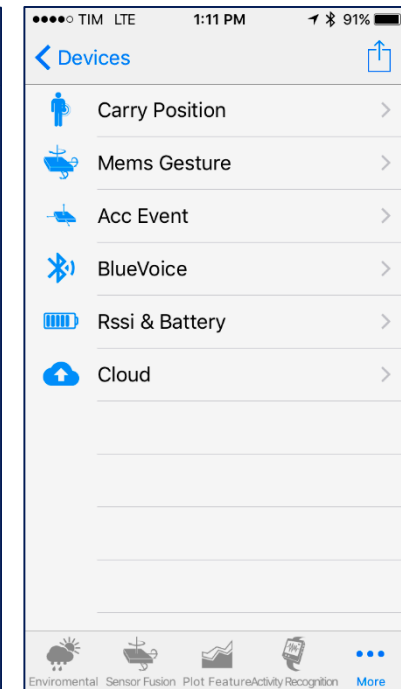 TIM LTE 1:11 PM 91%
Devices
Carry Position
Mems Gesture
Acc Event
BlueVoice
Rssi & Battery
Cloud
Enviromental Sensor Fusion Plot Feature Activity Recognition More